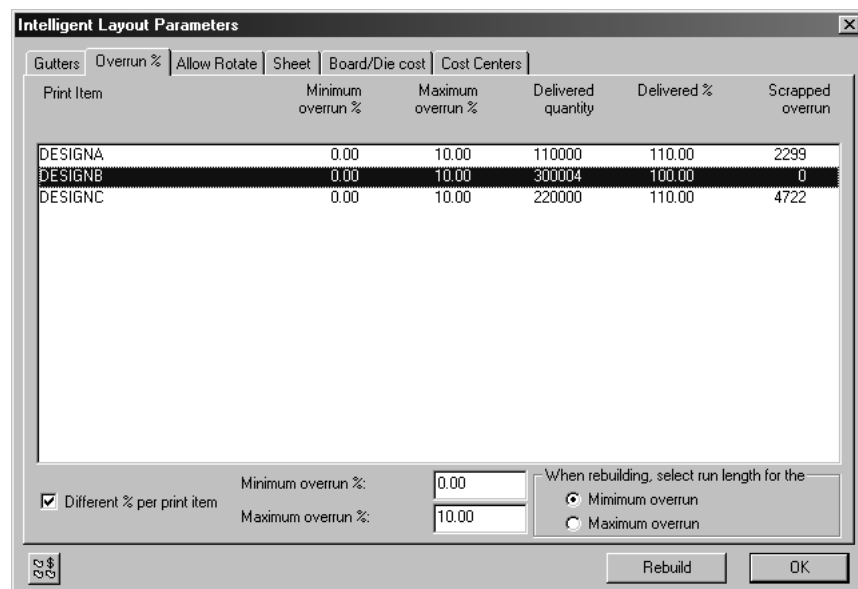 Intelligent Layout Parameters
Gutters Overrun % Allow Rotate Sheet Board/Die cost Cost Centers
Print Item Minimum overrun % Maximum overrun % Delivered quantity Delivered % Scrapped overrun
DESIGNA 0.00 10.00 110000 110.00 2299
DESIGNB 0.00 10.00 300004 100.00 0
DESIGNC 0.00 10.00 220000 110.00 4722
Different % per print item
Minimum overrun %: 0.00
Maximum overrun %: 10.00
When rebuilding, select run length for the
Mimimum overrun
Maximum overrun
Rebuild OK